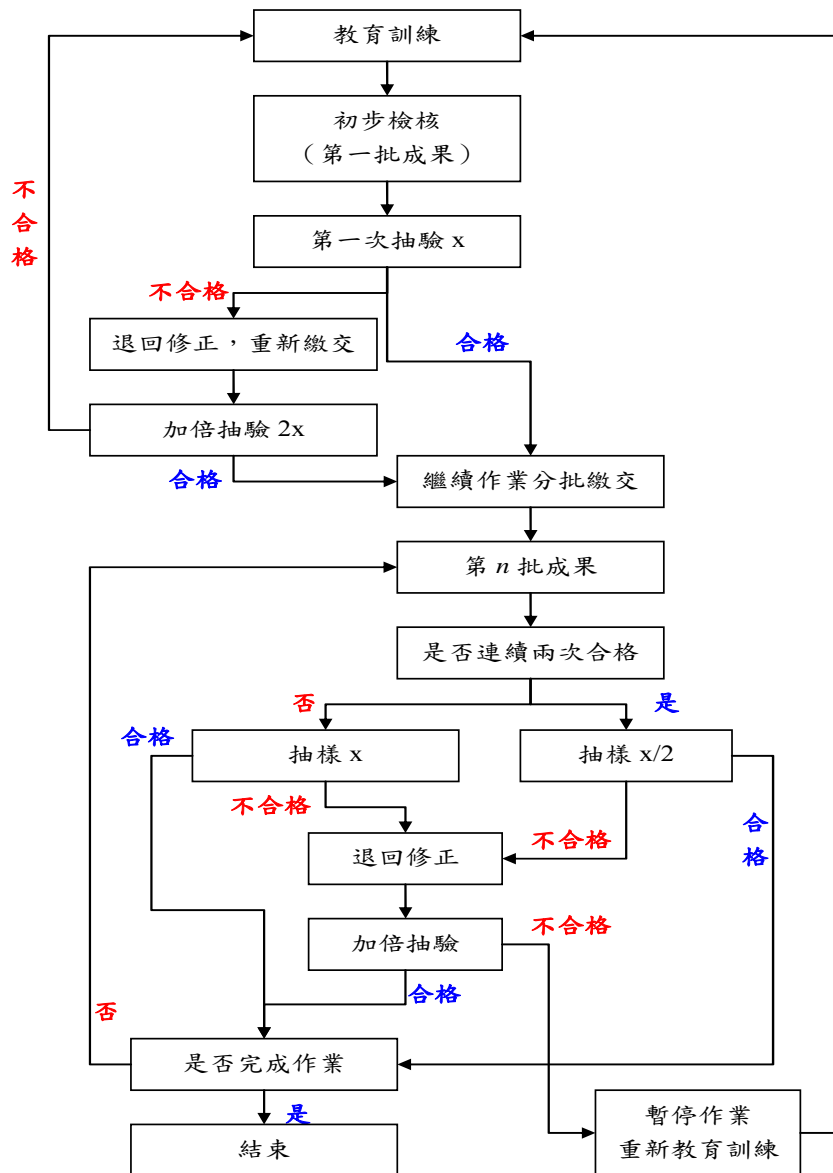 教育訓練
初步檢核
（第一批成果）
不合格
第一次抽驗 x
不合格
退回修正，重新繳交
合格
加倍抽驗 2x
合格
繼續作業分批繳交
第 n 批成果
是否連續兩次合格
否
是
合格
抽樣 x
抽樣 x/2
不合格
不合格
合格
退回修正
加倍抽驗
不合格
合格
否
是否完成作業
是
結束
暫停作業
重新教育訓練